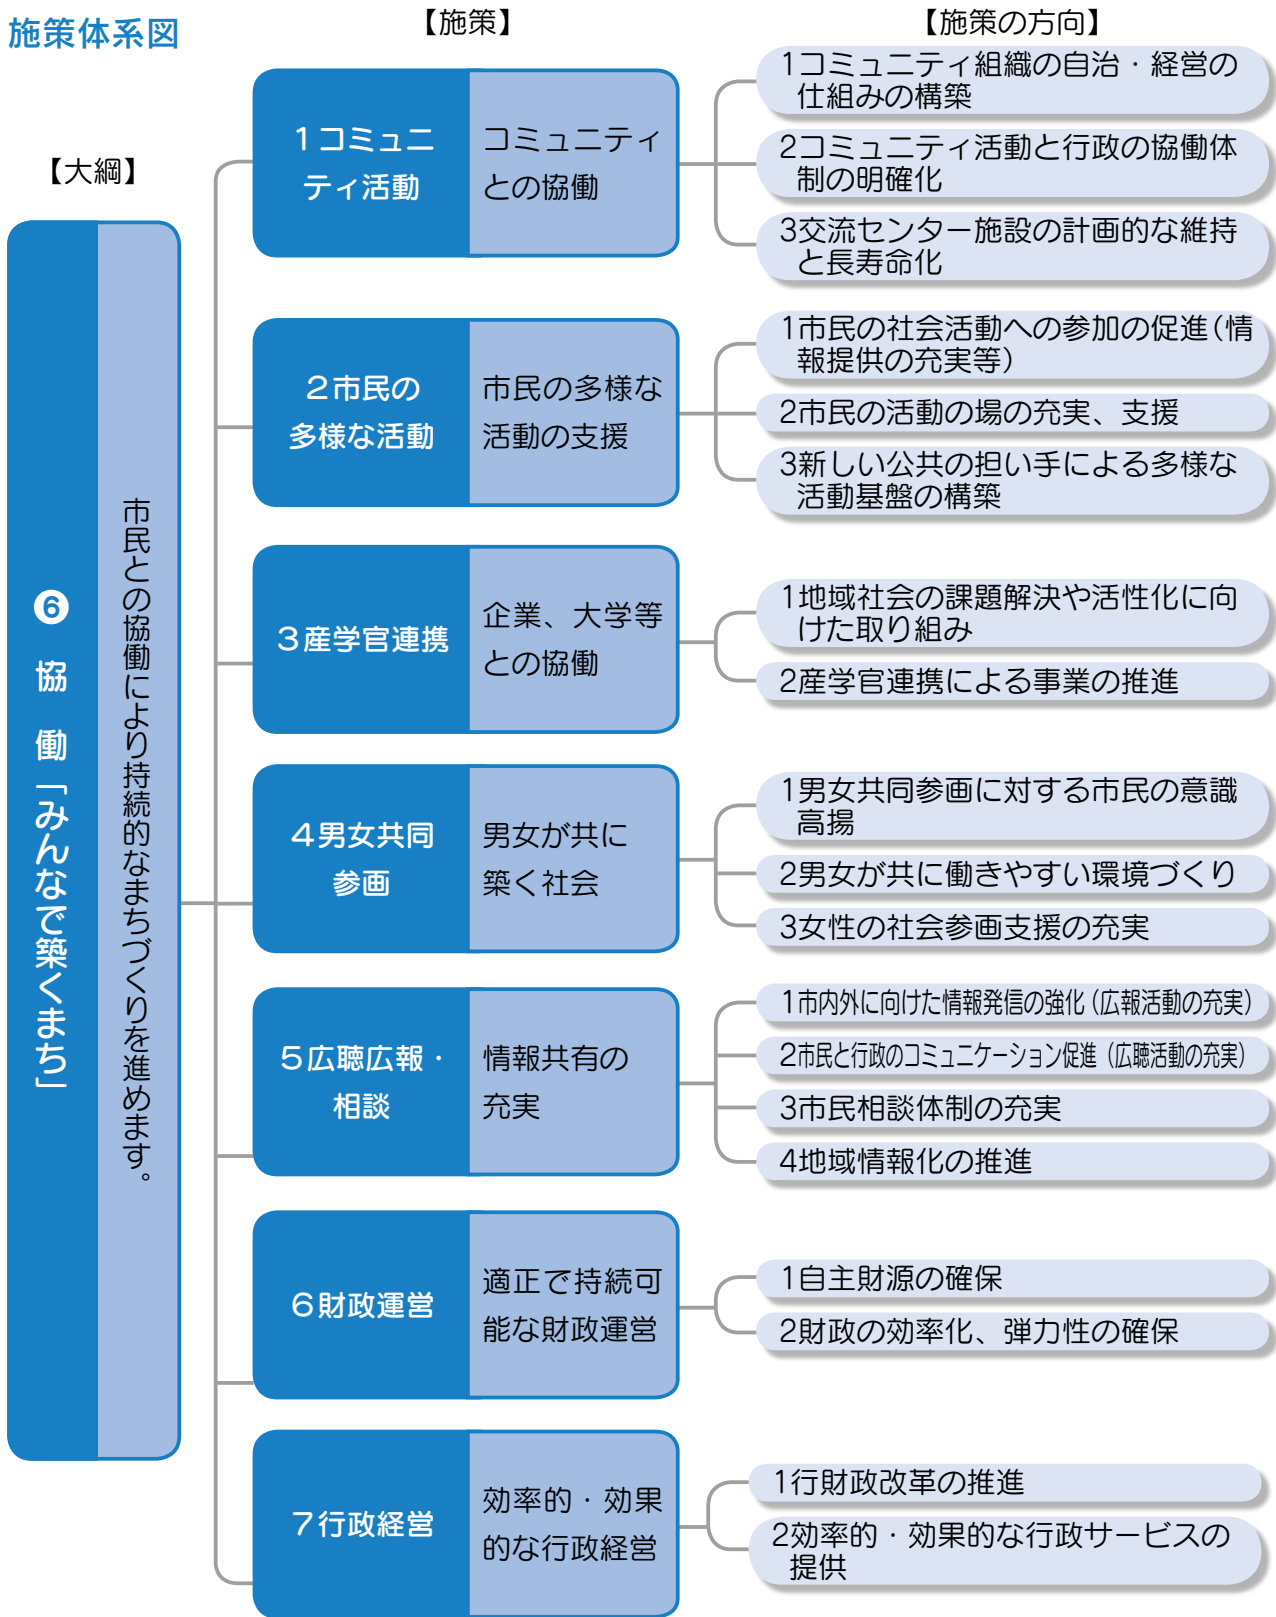 施策体系図
【施策】
【施策の方向】
【大綱】
❻ 協 働「みんなで築くまち」
市民との協働により持続的なまちづくりを進めます。
1コミュニ
ティ活動
コミュニティ
との協働
1コミュニティ組織の自治・経営の
仕組みの構築
2コミュニティ活動と行政の協働体
制の明確化
3交流センター施設の計画的な維持
と長寿命化
2市民の
多様な活動
市民の多様な
活動の支援
1市民の社会活動への参加の促進(情
報提供の充実等)
2市民の活動の場の充実、支援
3新しい公共の担い手による多様な
活動基盤の構築
3産学官連携
企業、大学等
との協働
1地域社会の課題解決や活性化に向
けた取り組み
2産学官連携による事業の推進
4男女共同
参画
男女が共に
築く社会
1男女共同参画に対する市民の意識
高揚
2男女が共に働きやすい環境づくり
3女性の社会参画支援の充実
5広聴広報・
相談
情報共有の
充実
1市内外に向けた情報発信の強化(広報活動の充実)
2市民と行政のコミュニケーション促進(広聴活動の充実)
3市民相談体制の充実
4地域情報化の推進
6財政運営
適正で持続可
能な財政運営
1自主財源の確保
2財政の効率化、弾力性の確保
7行政経営
効率的・効果
的な行政経営
1行財政改革の推進
2効率的・効果的な行政サービスの
提供